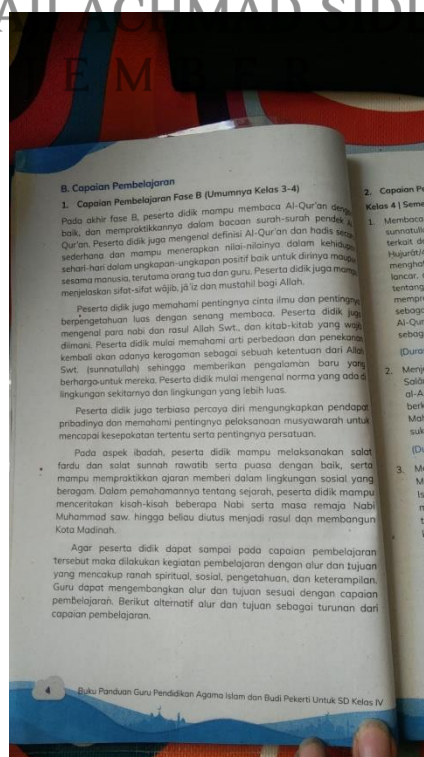 HAJI ACHMAD SIDD
J E M B E R
B. Capaian Pembelajaran
1. Capaian Pembelajaran Fase B (Umumnya Kelas 3-4)
Pada akhir fase B, peserta didik mampu membaca Al-Qur'an dengan
baik, dan mempraktikkannya dalam bacaan surah-surah pendek
Qur'an. Peserta didik juga mengenal definisi Al-Qur'an dan hadis secara
sederhana dan mampu menerapkan nilai-nilainya dalam kehidupan
sehari-hari dalam ungkapan-ungkapan positif baik untuk dirinya maupun
sesama manusia, terutama orang tua dan guru. Peserta didik juga mampu
menjelaskan sifat-sifat wājib, jā'iz dan mustahil bagi Allah.
Peserta didik juga memahami pentingnya cinta ilmu dan pentingnya
berpengetahuan luas dengan senang membaca. Peserta didik juga
mengenal para nabi dan rasul Allah Swt., dan kitab-kitab yang wajib
diimani. Peserta didik mulai memahami arti perbedaan dan penekanan
kembali akan adanya keragaman sebagai sebuah ketentuan dari Allah
Swt. (sunnatullah) sehingga memberikan pengalaman baru yang
berharga untuk mereka. Peserta didik mulai mengenal norma yang ada di
lingkungan sekitarnya dan lingkungan yang lebih luas.
Peserta didik juga terbiasa percaya diri mengungkapkan pendapat
pribadinya dan memahami pentingnya pelaksanaan musyawarah untuk
mencapai kesepakatan tertentu serta pentingnya persatuan.
Pada aspek ibadah, peserta didik mampu melaksanakan salat
fardu dan salat sunnah rawatib serta puasa dengan baik, serta
mampu mempraktikkan ajaran memberi dalam lingkungan sosial yang
beragam. Dalam pemahamannya tentang sejarah, peserta didik mampu
menceritakan kisah-kisah beberapa Nabi serta masa remaja Nabi
Muhammad saw. hingga beliau diutus menjadi rasul dan membangun
Kota Madinah.
Agar peserta didik dapat sampai pada capaian pembelajaran
tersebut maka dilakukan kegiatan pembelajaran dengan alur dan tujuan
yang mencakup ranah spiritual, sosial, pengetahuan, dan keterampilan.
Guru dapat mengembangkan alur dan tujuan sesuai dengan capaian
pembelajaran. Berikut alternatif alur dan tujuan sebagai turunan dari
capaian pembelajaran.
4 Buku Panduan Guru Pendidikan Agama Islam dan Budi Pekerti Untuk SD Kelas IV
2. Capaian
Kelas 4 | Seme
1. Membaca
sunnatull
terkait d
Hujurāt/
mengha
lancar,
tentang
mempr
sebag
Al-Qu
sebag
(Dura
2. Menj
Salā
al-A
berk
Ma
suk
3.